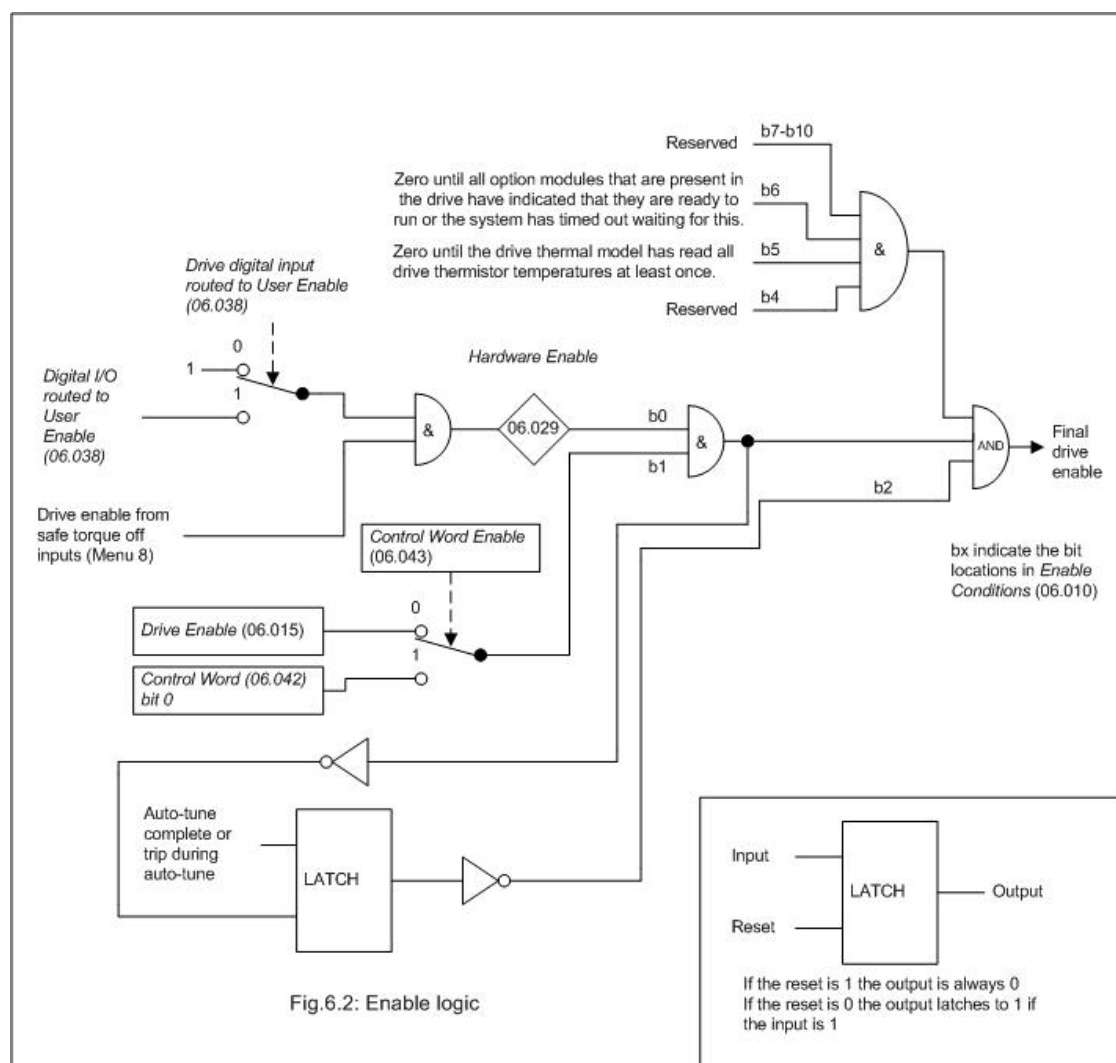 Reserved
b7-b10
Zero until all option modules that are present in
the drive have indicated that they are ready to
run or the system has timed out waiting for this.
b6
Zero until the drive thermal model has read all
drive thermistor temperatures at least once.
b5
Reserved
b4
&
Drive digital input
routed to User Enable
(06.038)
0
1
1
Digital I/O
routed to
User
Enable
(06.038)
Hardware Enable
&
06.029
b0
b1
&
AND
Final
drive
enable
b2
Drive enable from
safe torque off
inputs (Menu 8)
Control Word Enable
(06.043)
bx indicate the bit
locations in Enable
Conditions (06.010)
0
1
Drive Enable (06.015)
Control Word (06.042)
bit 0
Auto-tune
complete or
trip during
auto-tune
LATCH
Input
Reset
LATCH
Output
If the reset is 1 the output is always 0
If the reset is 0 the output latches to 1 if
the input is 1
Fig.6.2: Enable logic